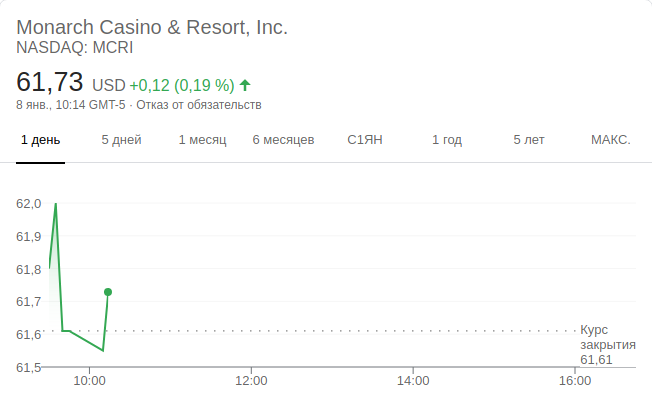 Monarch Casino & Resort, Inc.
NASDAQ: MCRI
61,73 USD +0,12 (0,19 %)
8 янв., 10:14 GMT-5 · Отказ от обязательств
1 день 5 дней 1 месяц 6 месяцев С1ЯН 1 год 5 лет МАКС.
62,0
61,9
61,8
61,7
61,6
61,5
Курс
закрытия
61,61
10:00 12:00 14:00 16:00